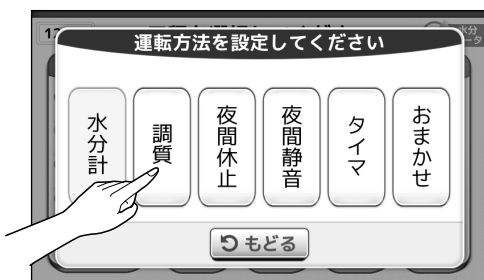 運転方法を設定してください
水分計
調質
夜間休止
夜間静音
タイマ
おまかせ
もどる